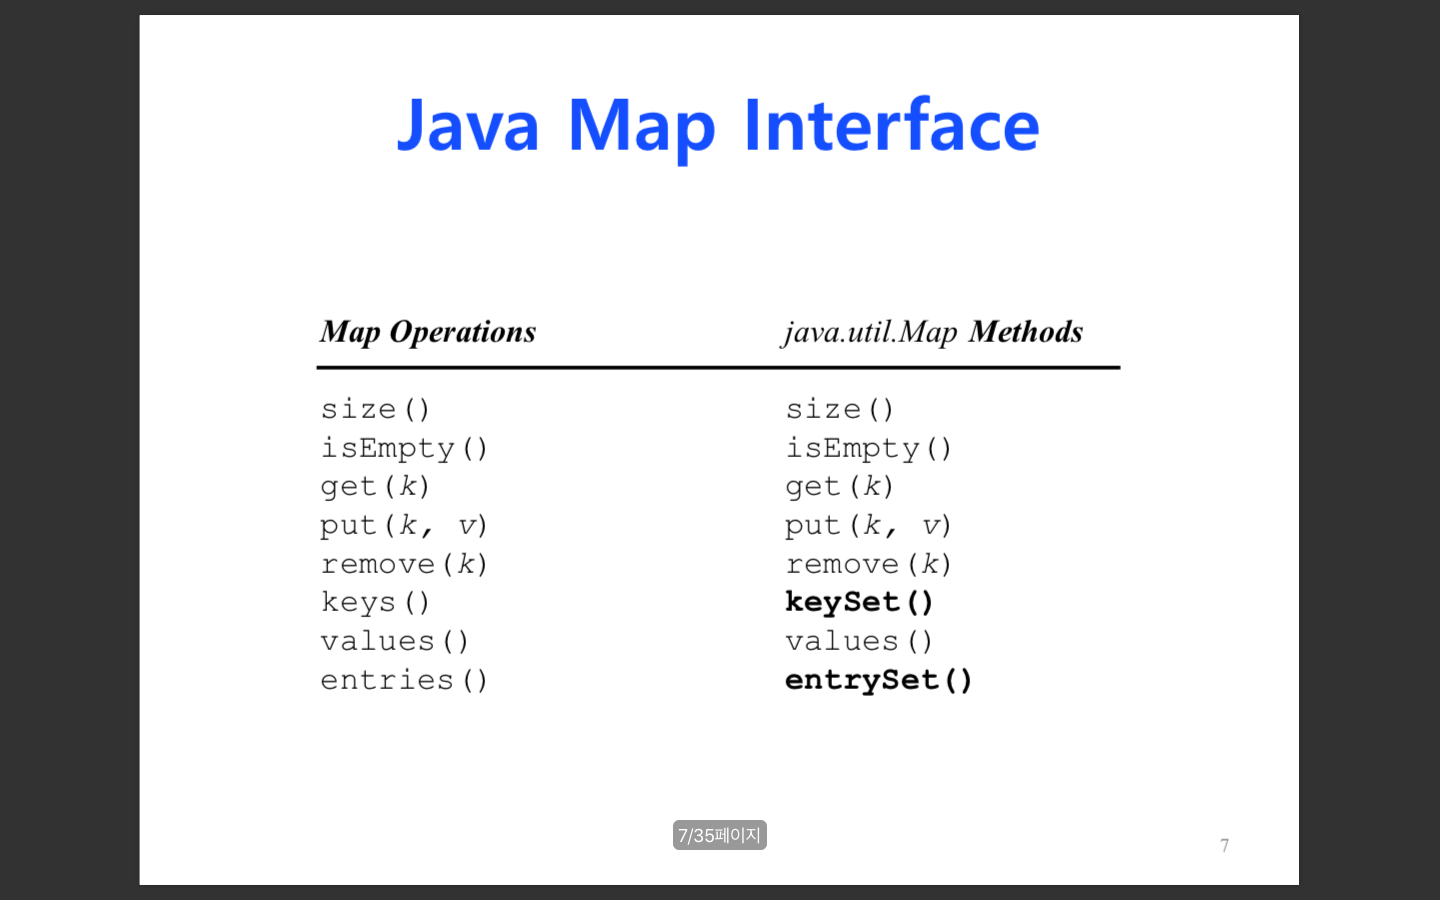 Java Map Interface
Map Operations java.util.Map Methods
size() size()
isEmpty() isEmpty()
get(k) get(k)
put(k, v) put(k, v)
remove(k) remove(k)
keys() keySet()
values() values()
entries() entrySet()
7/35페이지
7